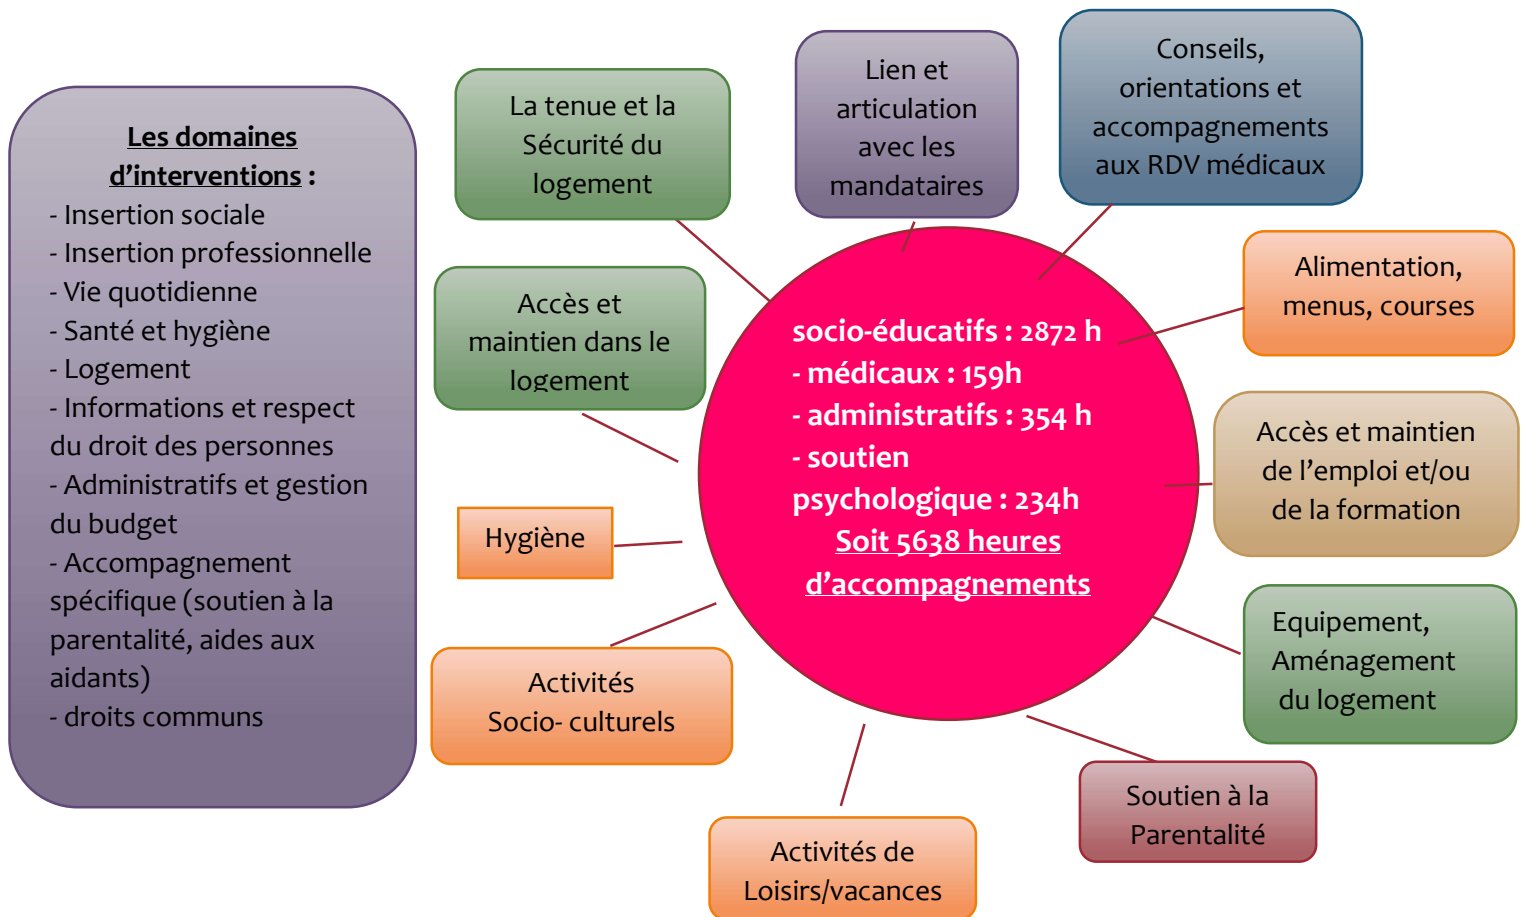 Les domaines
d’interventions :
- Insertion sociale
- Insertion professionnelle
- Vie quotidienne
- Santé et hygiène
- Logement
- Informations et respect
du droit des personnes
- Administratifs et gestion
du budget
- Accompagnement
spécifique (soutien à la
parentalité, aides aux
aidants)
- droits communs
La tenue et la
Sécurité du
logement
Lien et
articulation
avec les
mandataires
Conseils,
orientations et
accompagnements
aux RDV médicaux
Accès et
maintien dans le
logement
Alimentation,
menus, courses
socio-éducatifs : 2872 h
- médicaux : 159h
- administratifs : 354 h
- soutien
psychologique : 234h
Soit 5638 heures
d’accompagnements
Accès et maintien
de l’emploi et/ou
de la formation
Hygiène
Equipement,
Aménagement
du logement
Activités
Socio- culturels
Soutien à la
Parentalité
Activités de
Loisirs/vacances